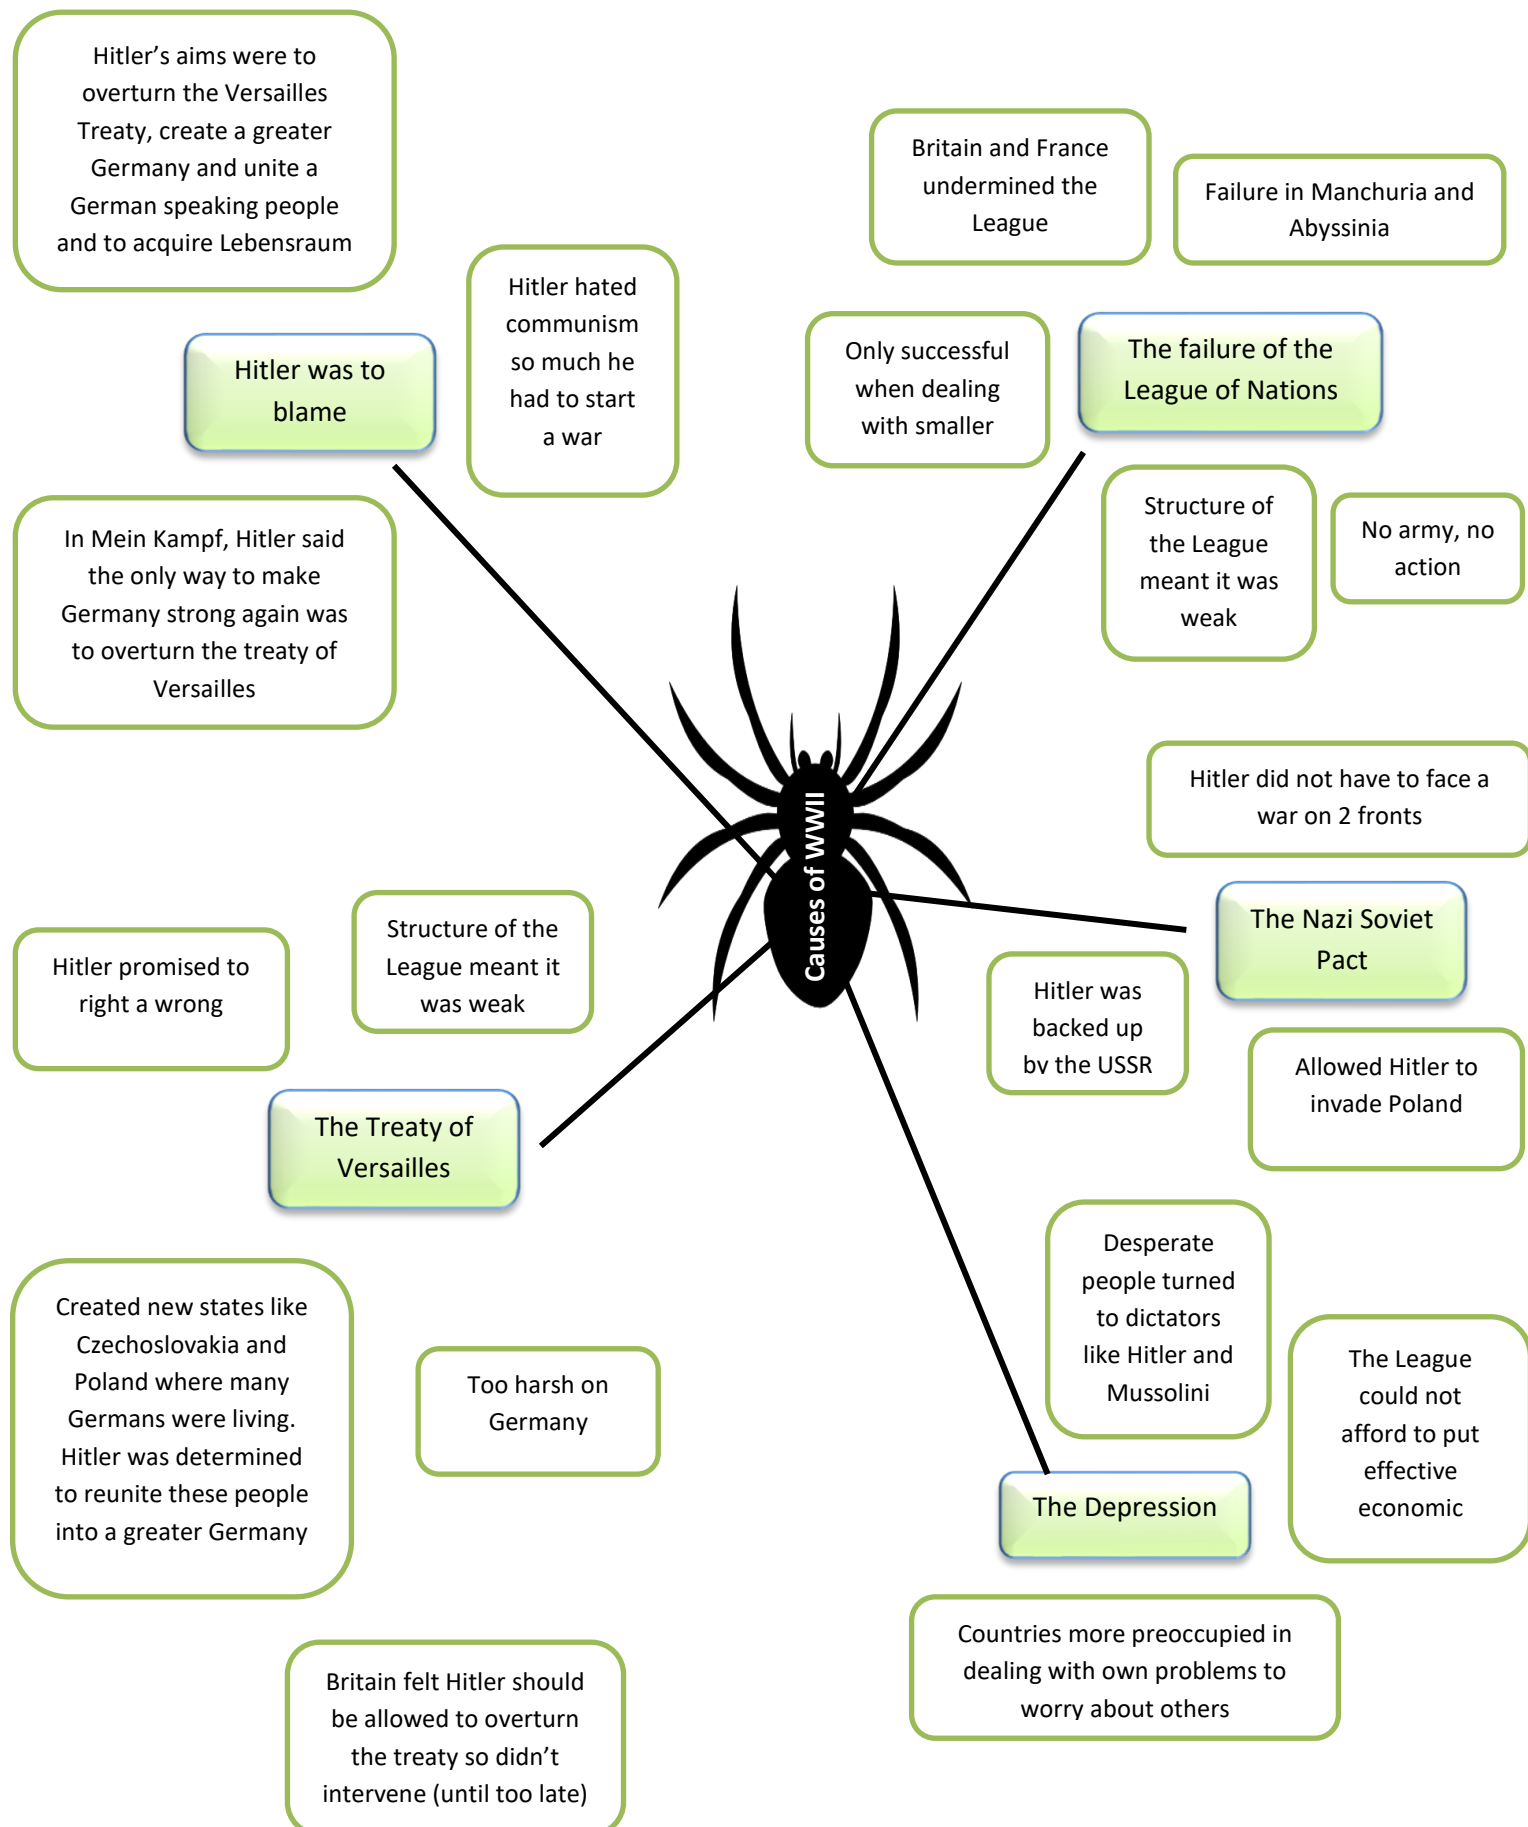 Hitler's aims were to
overturn the Versailles
Treaty, create a greater
Germany and unite a
German speaking people
and to acquire Lebensraum
Hitler hated
communism
so much he
had to start
a war
Hitler was to
blame
In Mein Kampf, Hitler said
the only way to make
Germany strong again was
to overturn the treaty of
Versailles
Britain and France
undermined the
League
Failure in Manchuria and
Abyssinia
Only successful
when dealing
with smaller
The failure of the
League of Nations
Structure of
the League
meant it was
weak
No army, no
action
Causes of WWII
Hitler did not have to face a
war on 2 fronts
The Nazi Soviet
Pact
Hitler was
backed up
by the USSR
Allowed Hitler to
invade Poland
Hitler promised to
right a wrong
Structure of the
League meant it
was weak
The Treaty of
Versailles
Created new states like
Czechoslovakia and
Poland where many
Germans were living.
Hitler was determined
to reunite these people
into a greater Germany
Too harsh on
Germany
Britain felt Hitler should
be allowed to overturn
the treaty so didn't
intervene (until too late)
Desperate
people turned
to dictators
like Hitler and
Mussolini
The League
could not
afford to put
effective
economic
The Depression
Countries more preoccupied in
dealing with own problems to
worry about others